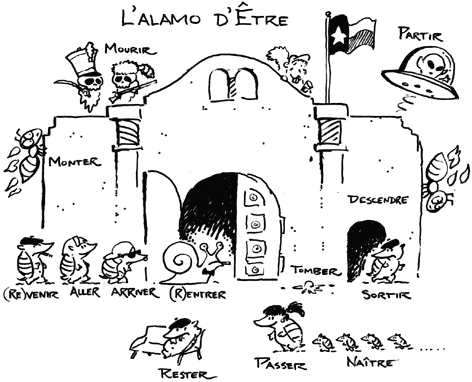 L'ALAMO D'ÊTRE
MOURIR
PARTIR
MONTER
DESCENDRE
(RE)VENIR ALLER ARRIVER (R)ENTRER
TOMBER
SORTIR
RESTER
PASSER
NAÎTRE